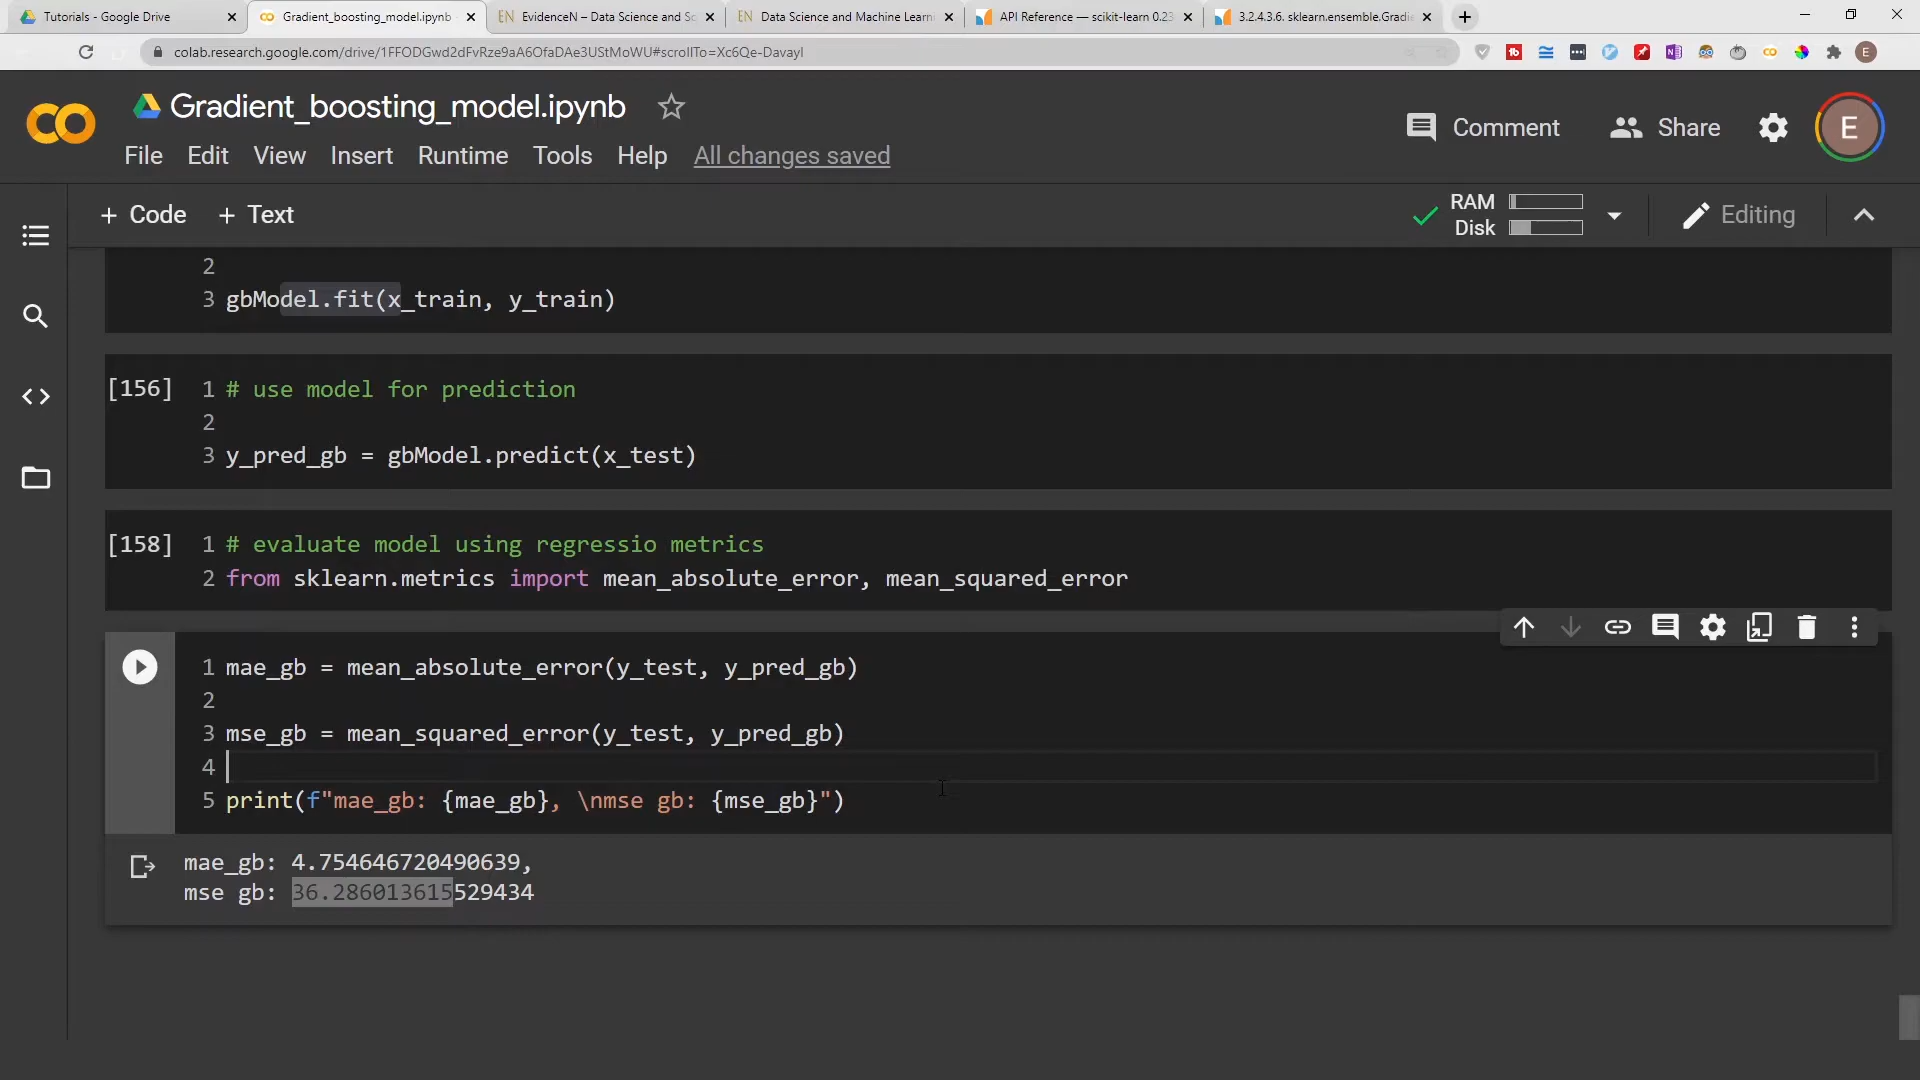 Tutorials - Google Drive
Gradient_boosting_model.ipynb
EN EvidenceN – Data Science and Sc
EN Data Science and Machine Learni
API Reference — scikit-learn 0.23
3.2.4.3.6. sklearn.ensemble.Gradie
colab.research.google.com/drive/1FFODGwd2dFvRze9aA6OfaDAe3UStMoWU#scrollTo=Xc6Qe-DavayI
E
Gradient_boosting_model.ipynb
File Edit View Insert Runtime Tools Help All changes saved
Comment Share E
+ Code + Text
RAM
Disk
Editing
2
3 gbModel.fit(x_train, y_train)
[156] 1 # use model for prediction
2
3 y_pred_gb = gbModel.predict(x_test)
[158] 1 # evaluate model using regressio metrics
2 from sklearn.metrics import mean_absolute_error, mean_squared_error
1 mae_gb = mean_absolute_error(y_test, y_pred_gb)
2
3 mse_gb = mean_squared_error(y_test, y_pred_gb)
4
5 print(f"mae_gb: {mae_gb}, \nmse gb: {mse_gb}")
mae_gb: 4.754646720490639,
mse gb: 36.286013615529434